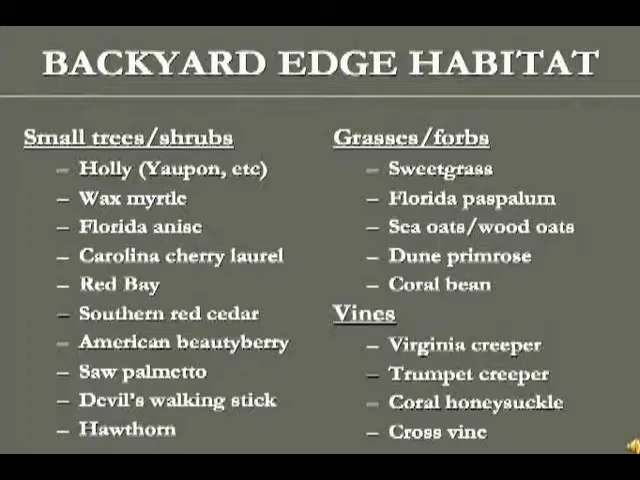 BACKYARD EDGE HABITAT
Small trees/shrubs
– Holly (Yaupon, etc)
– Wax myrtle
– Florida anise
– Carolina cherry laurel
– Red Bay
– Southern red cedar
– American beautyberry
– Saw palmetto
– Devil's walking stick
– Hawthorn
Grasses/forbs
– Sweetgrass
– Florida paspalum
– Sea oats/wood oats
– Dune primrose
– Coral bean
Vines
– Virginia creeper
– Trumpet creeper
– Coral honeysuckle
– Cross vine